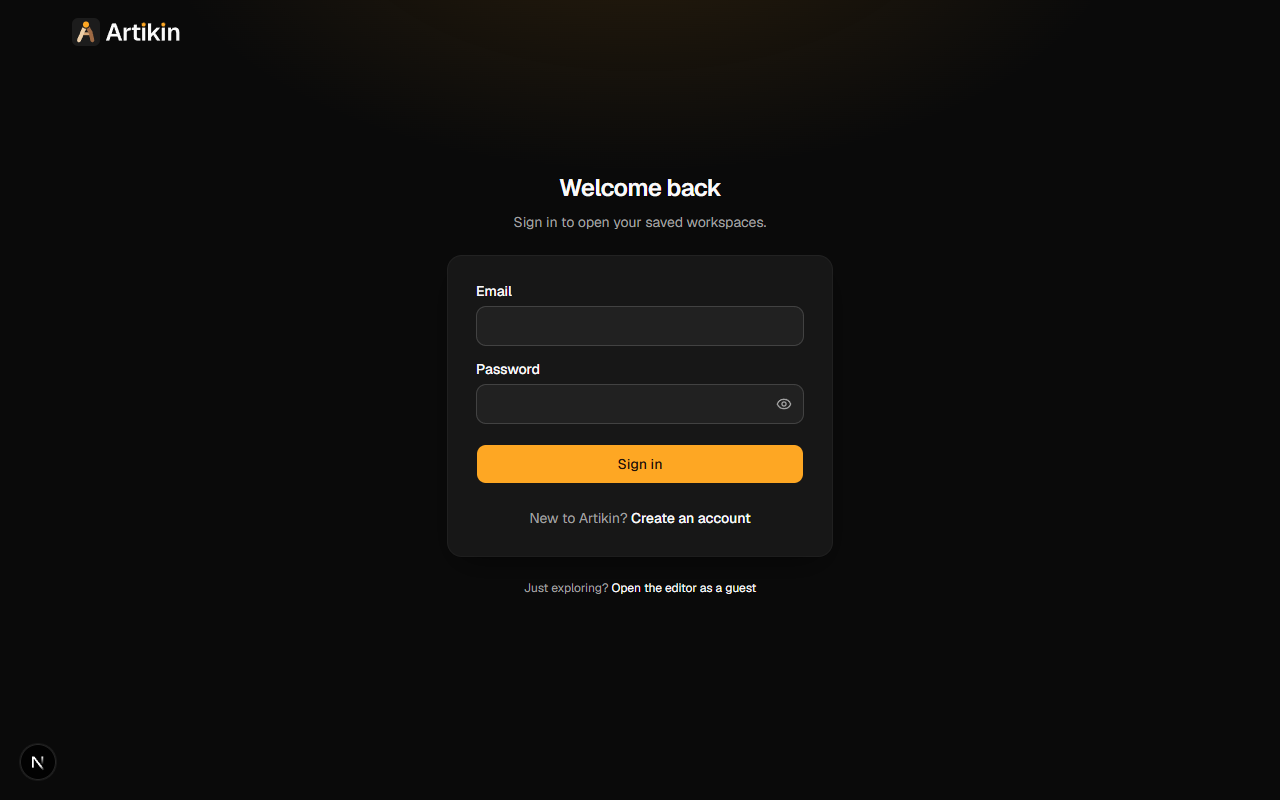 Artikin
Welcome back
Sign in to open your saved workspaces.
Email
Password
Sign in
New to Artikin? Create an account
Just exploring? Open the editor as a guest
N